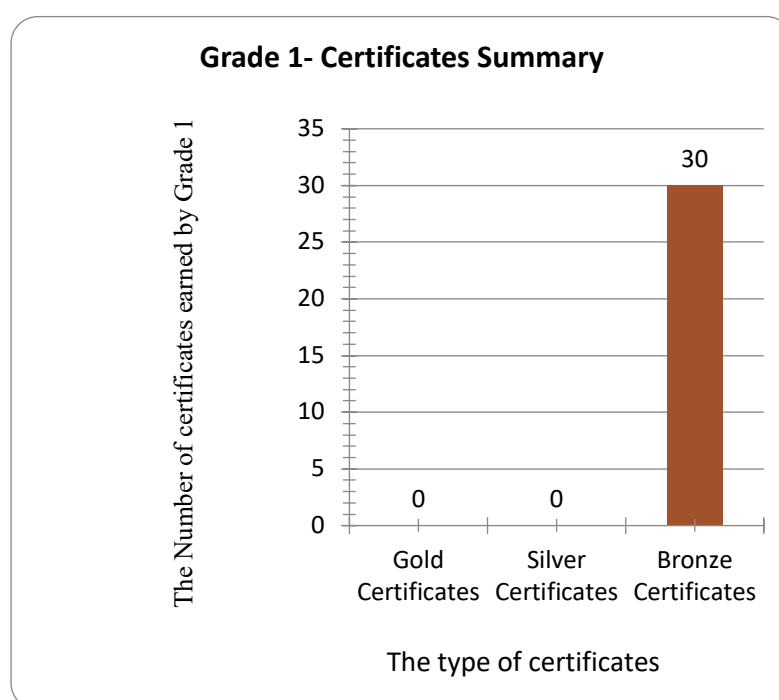 Grade 1- Certificates Summary
The Number of certificates earned by Grade 1
35
30
30
25
20
15
10
5
0
0
0
Gold Certificates
Silver Certificates
Bronze Certificates
The type of certificates